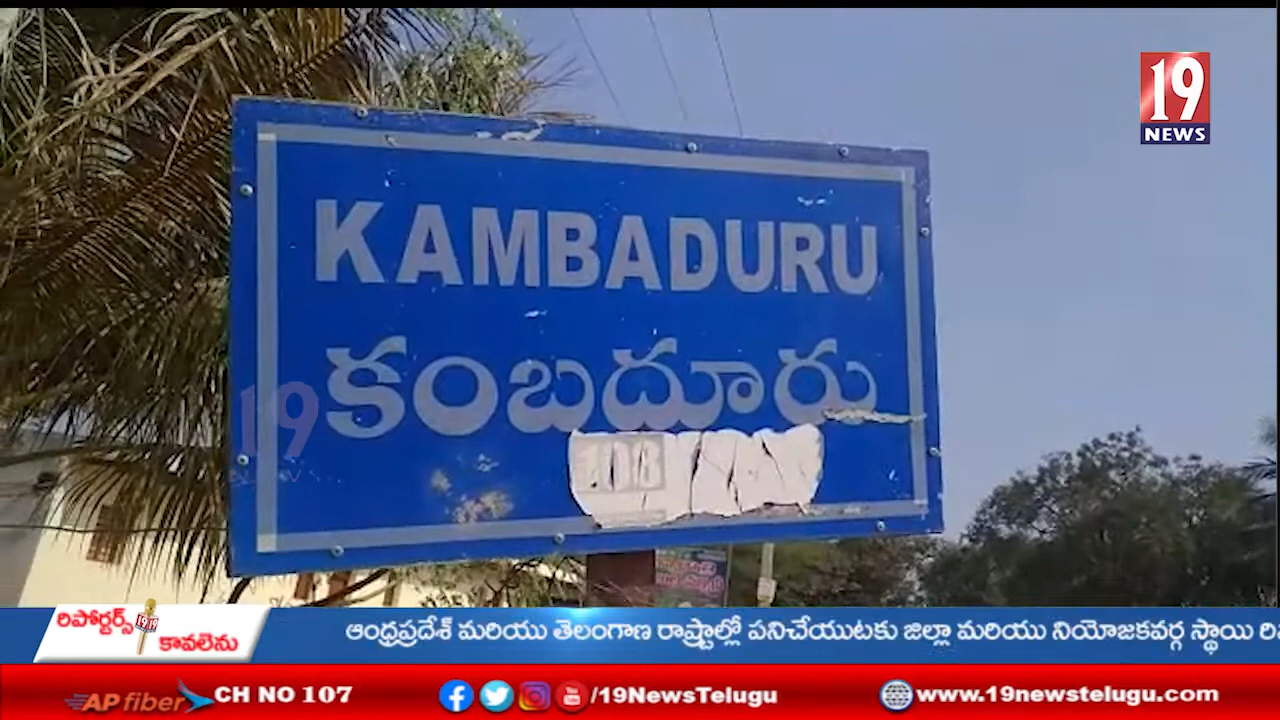 19
NEWS
KAMBADURU
కంబదూరు
108
రిపోర్టర్స్
కావలెను
ఆంధ్రప్రదేశ్ మరియు తెలంగాణ రాష్ట్రాల్లో పనిచేయుటకు జిల్లా మరియు నియోజకవర్గ స్థాయి
AP fiber CH NO 107
/19NewsTelugu
www.19newstelugu.com